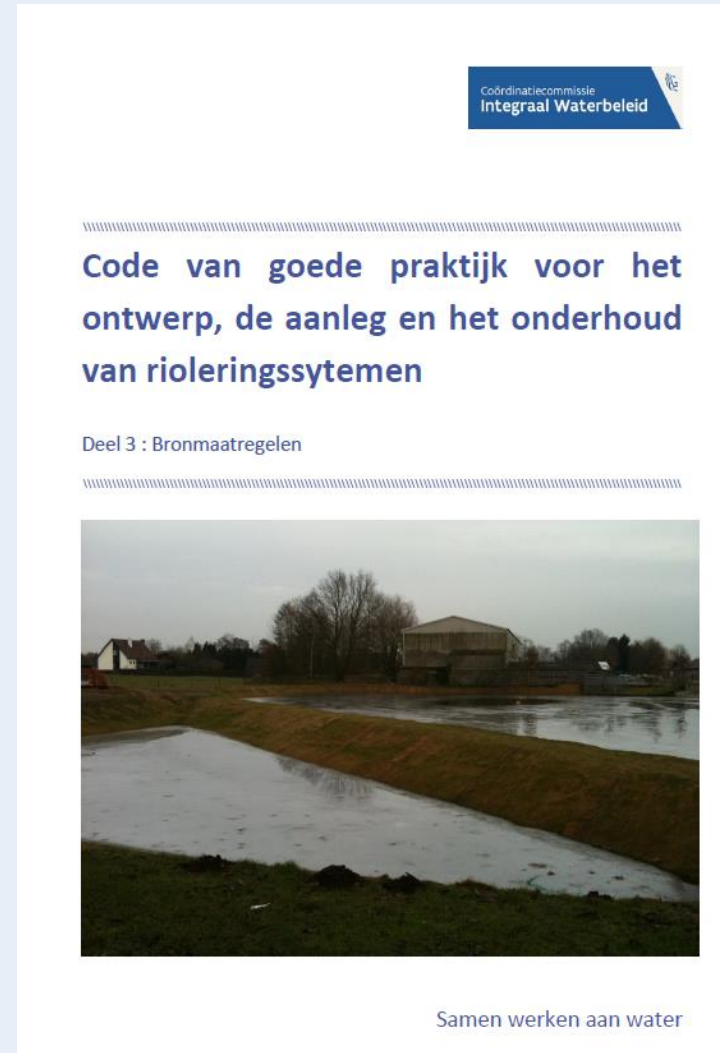 Coördinatiecommissie
Integraal Waterbeleid
Code van goede praktijk voor het
ontwerp, de aanleg en het onderhoud
van rioleringssytemen
Deel 3 : Bronmaatregelen
Samen werken aan water